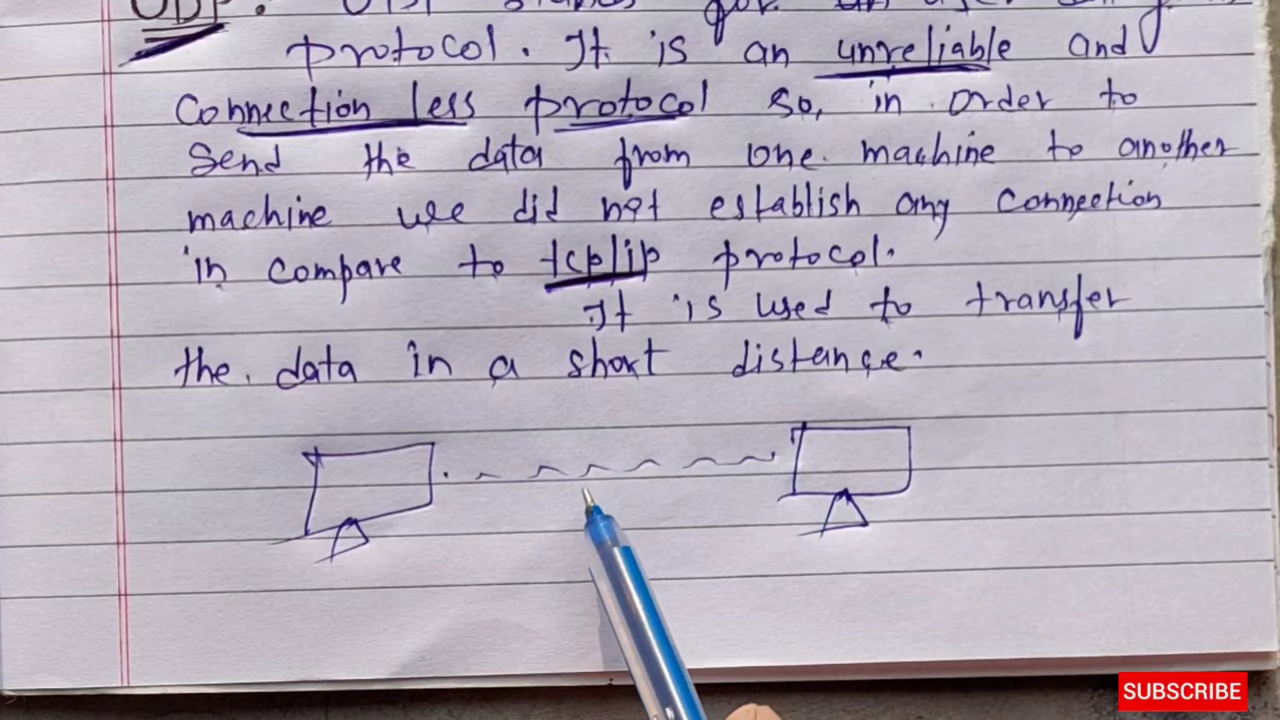 UDP:
protocol. It is an unreliable and
Connection less protocol so, in order to
Send the data from one machine to another
machine we did not establish any connection
in compare to tcp/ip protocol.
It is used to transfer
the data in a short distance.
SUBSCRIBE